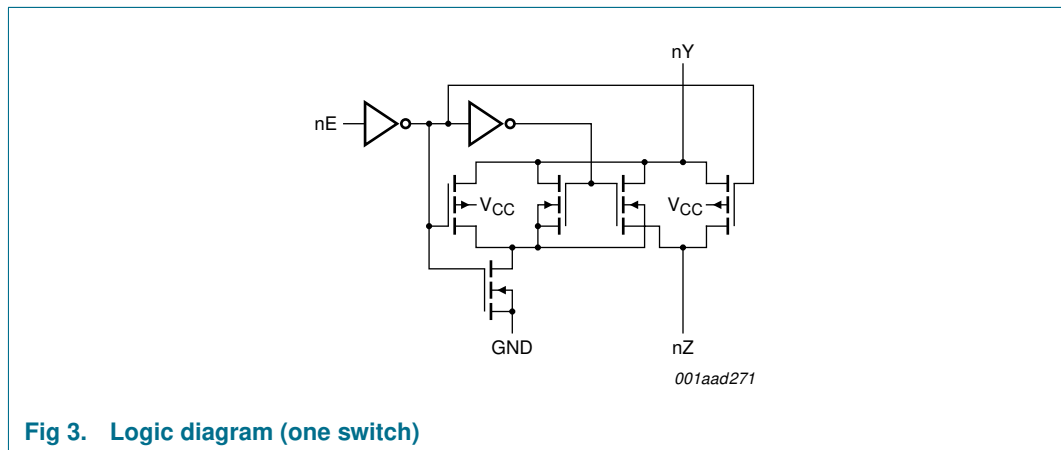 nY
nE
VCC
VCC
GND
nZ
001aad271
Fig 3. Logic diagram (one switch)